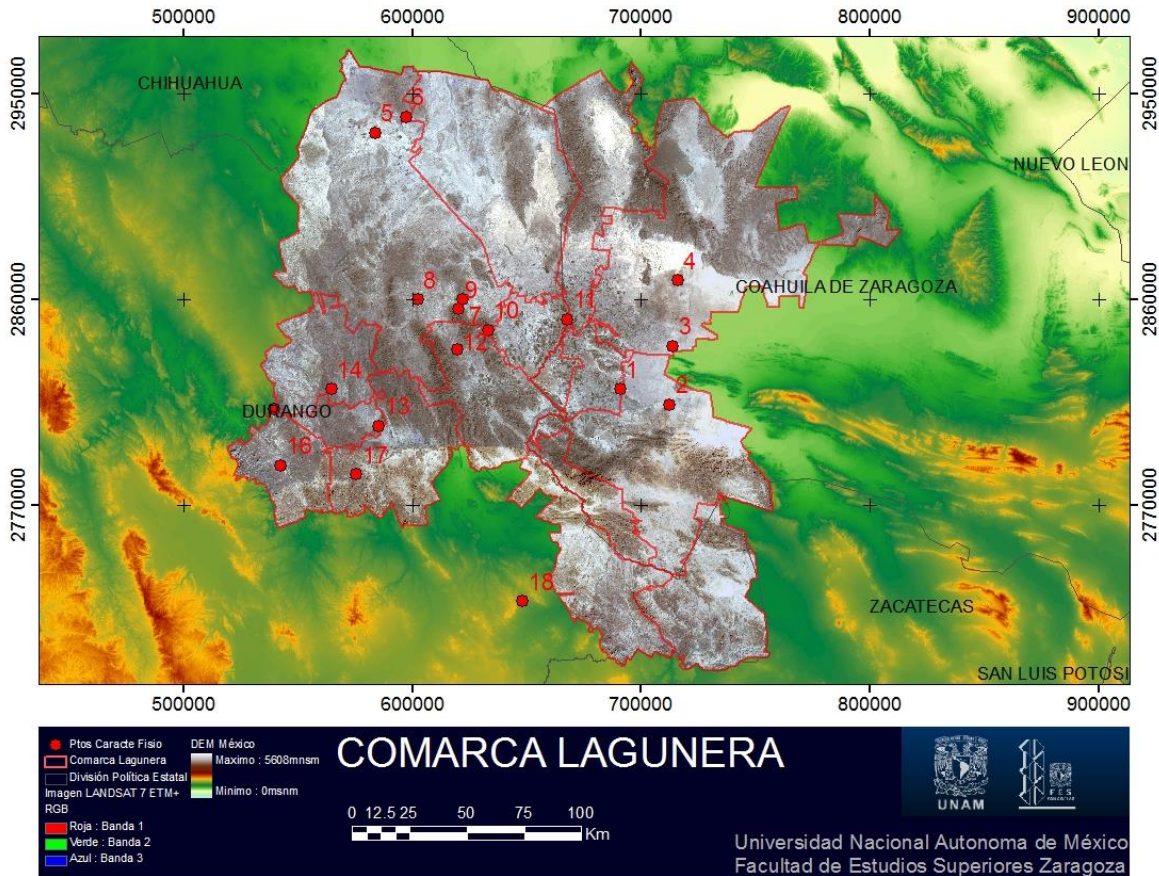 500000 600000 700000 800000 900000
CHIHUAHUA
2950000 2950000
6
5
NUEVO LEON
4
COAHUILA DE ZARAGOZA
8 9
2860000 2860000
7 10 11
3
12
14 1
2
DURANGO 13
16 17
2770000 2770000
18
ZACATECAS
SAN LUIS POTOSI
500000 600000 700000 800000 900000
Ptos Caracte Fisio
Comarca Lagunera
División Política Estatal
Imagen LANDSAT 7 ETM+
RGB
Roja : Banda 1
Verde : Banda 2
Azul : Banda 3
DEM México
Maximo : 5608mnsm
Minimo : 0msnm
COMARCA LAGUNERA
0 12.5 25 50 75 100
Km
UNAM
FES
Universidad Nacional Autonoma de México
Facultad de Estudios Superiores Zaragoza